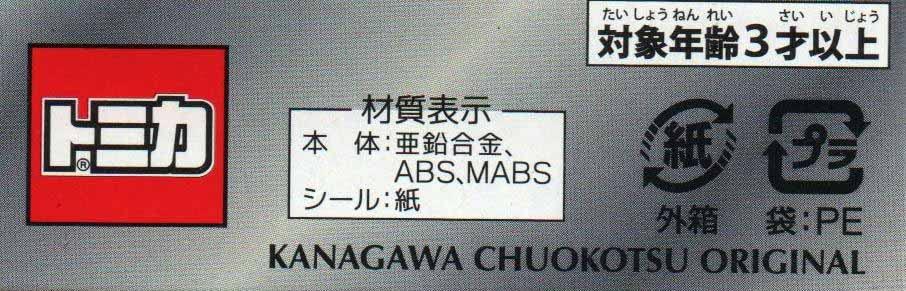 たいしょうねんれい さい いじょう
対象年齢3才以上
トミカ®
材質表示
本 体:亜鉛合金、
ABS、MABS
シール:紙
紙
外箱
プラ
袋:PE
KANAGAWA CHUOKOTSU ORIGINAL